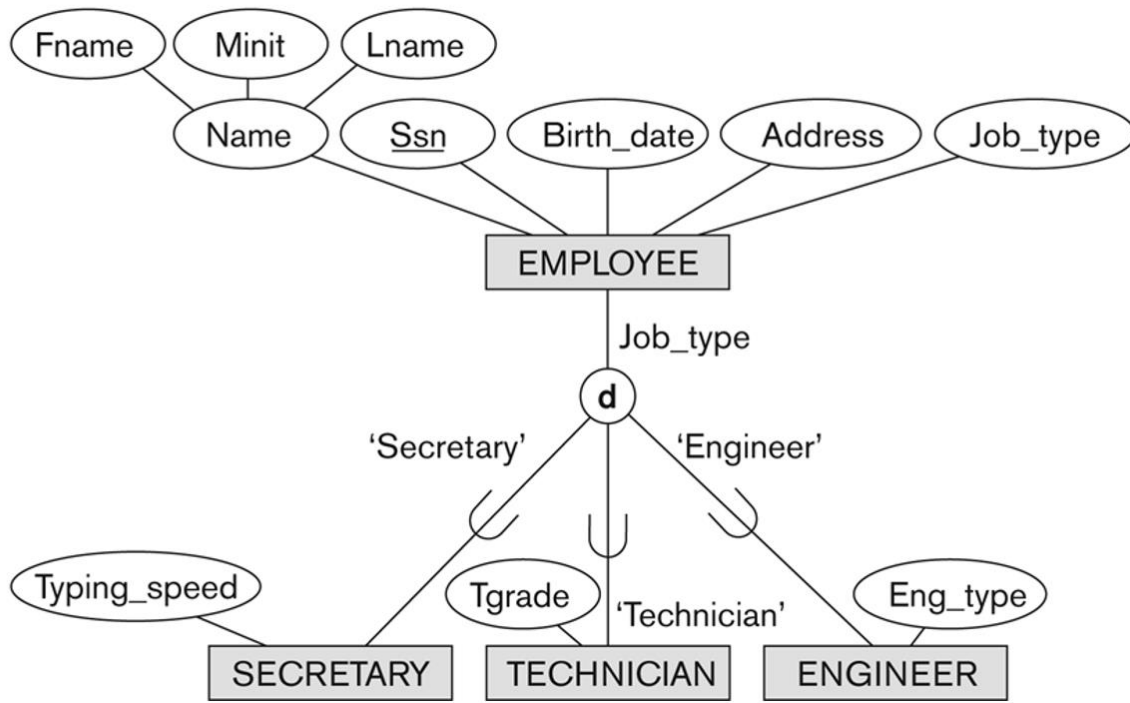 Fname
Minit
Lname
Name
Ssn
Birth_date
Address
Job_type
EMPLOYEE
Job_type
d
‘Secretary’
‘Engineer’
Typing_speed
Tgrade
‘Technician’
Eng_type
SECRETARY
TECHNICIAN
ENGINEER